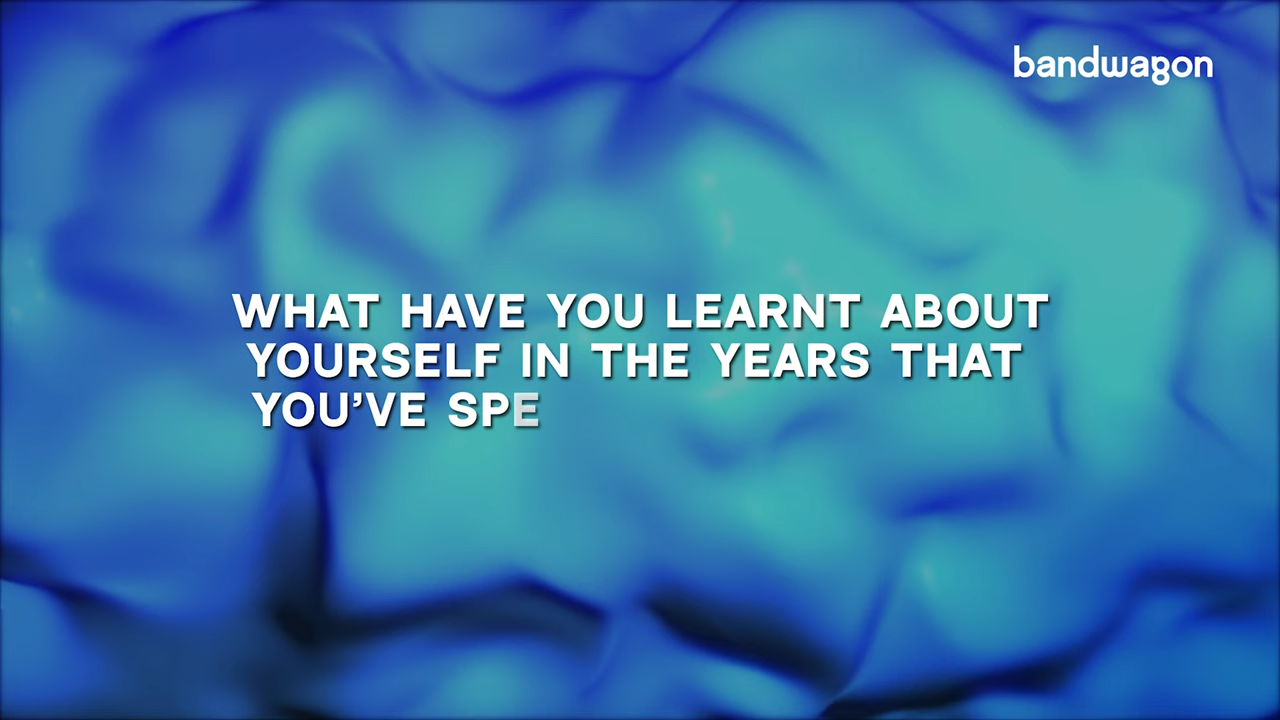 bandwagon
WHAT HAVE YOU LEARNT ABOUT
YOURSELF IN THE YEARS THAT
YOU’VE SPE